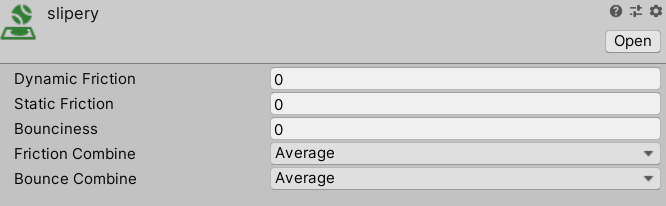 slipery
Open
Dynamic Friction 0
Static Friction 0
Bounciness 0
Friction Combine Average
Bounce Combine Average